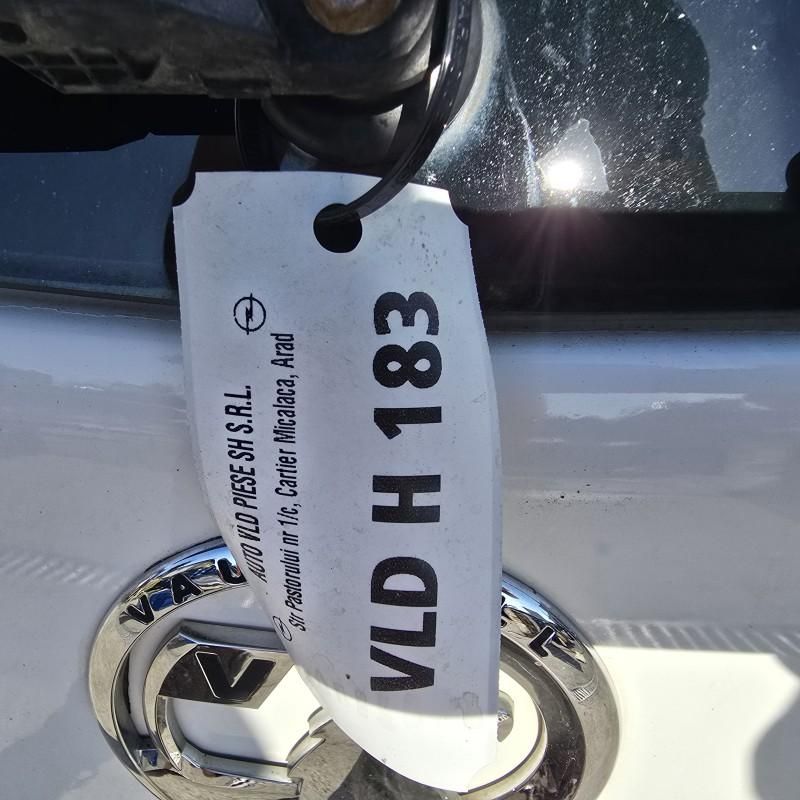 AUTO VLD PIESE SH S.R.L.
Str Pastorului nr 1/c, Cartier Micalaca, Arad
VLD H 183
V